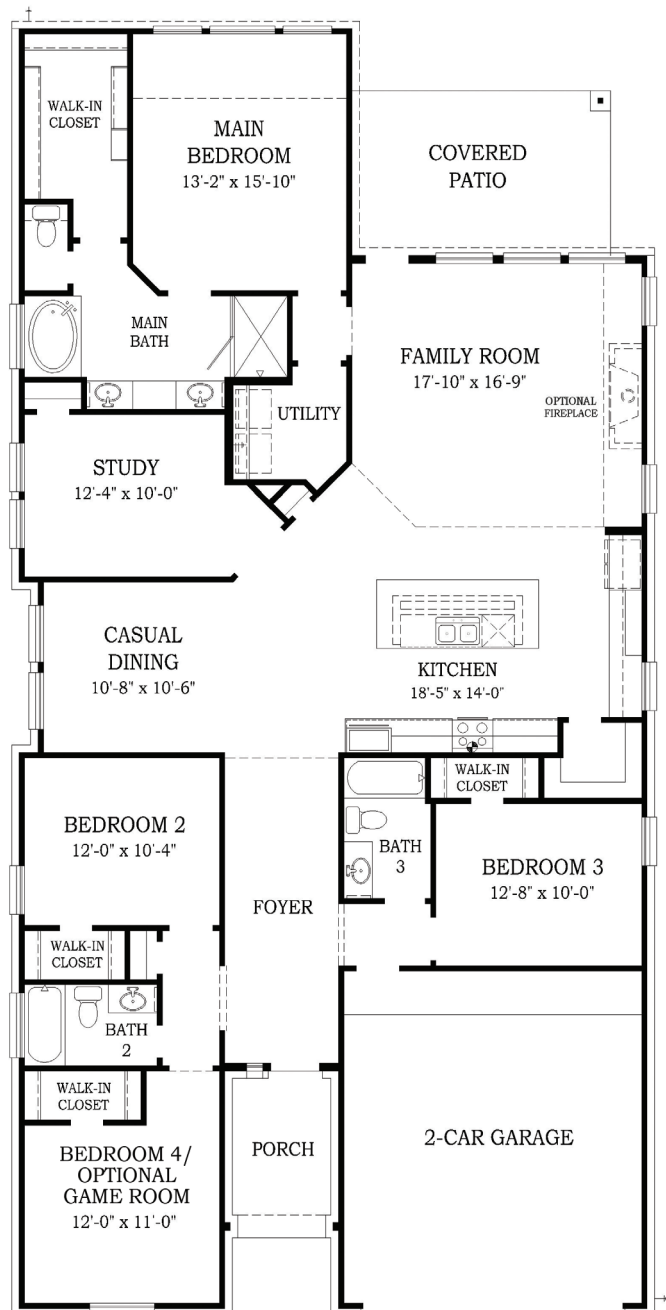 WALK-IN
CLOSET
MAIN
BEDROOM
13'-2" x 15'-10"
COVERED
PATIO
MAIN
BATH
FAMILY ROOM
17'-10" x 16'-9"
OPTIONAL
FIREPLACE
UTILITY
STUDY
12'-4" x 10'-0"
CASUAL
DINING
10'-8" x 10'-6"
KITCHEN
18'-5" x 14'-0"
WALK-IN
CLOSET
BEDROOM 2
12'-0" x 10'-4"
BATH
3
BEDROOM 3
12'-8" x 10'-0"
FOYER
WALK-IN
CLOSET
BATH
2
WALK-IN
CLOSET
PORCH
2-CAR GARAGE
BEDROOM 4/
OPTIONAL
GAME ROOM
12'-0" x 11'-0"